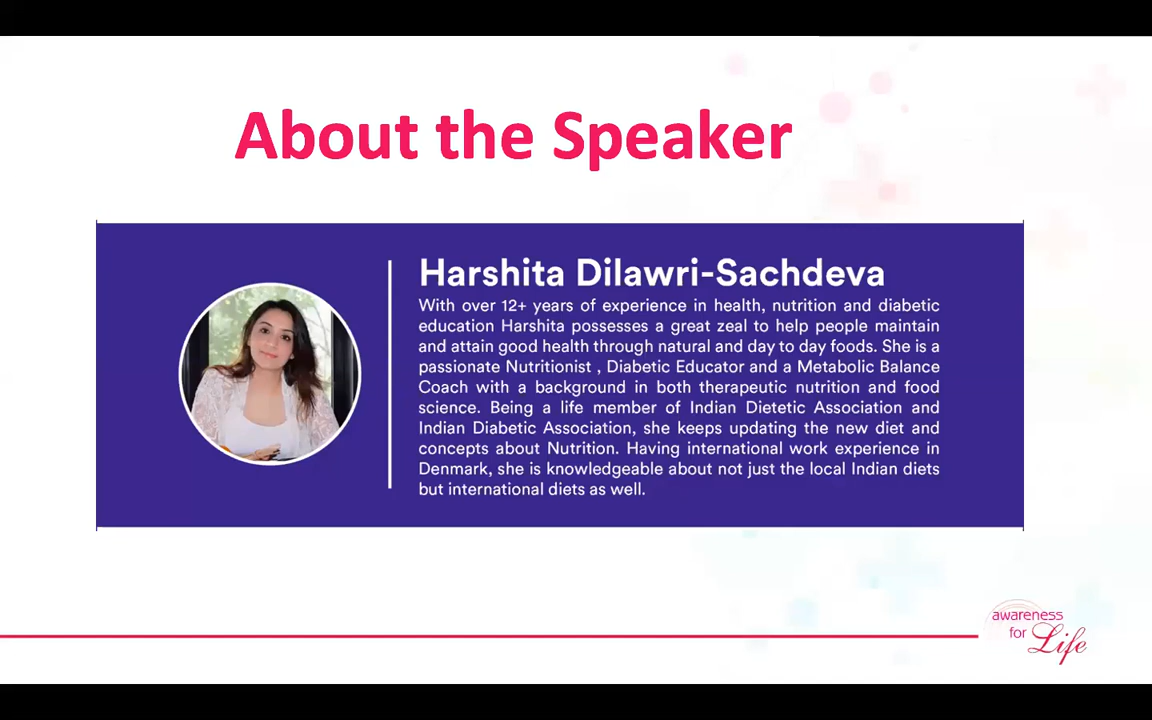 About the Speaker
Harshita Dilawri-Sachdeva
With over 12+ years of experience in health, nutrition and diabetic
education Harshita possesses a great zeal to help people maintain
and attain good health through natural and day to day foods. She is a
passionate Nutritionist , Diabetic Educator and a Metabolic Balance
Coach with a background in both therapeutic nutrition and food
science. Being a life member of Indian Dietetic Association and
Indian Diabetic Association, she keeps updating the new diet and
concepts about Nutrition. Having international work experience in
Denmark, she is knowledgeable about not just the local Indian diets
but international diets as well.
awareness
for Life